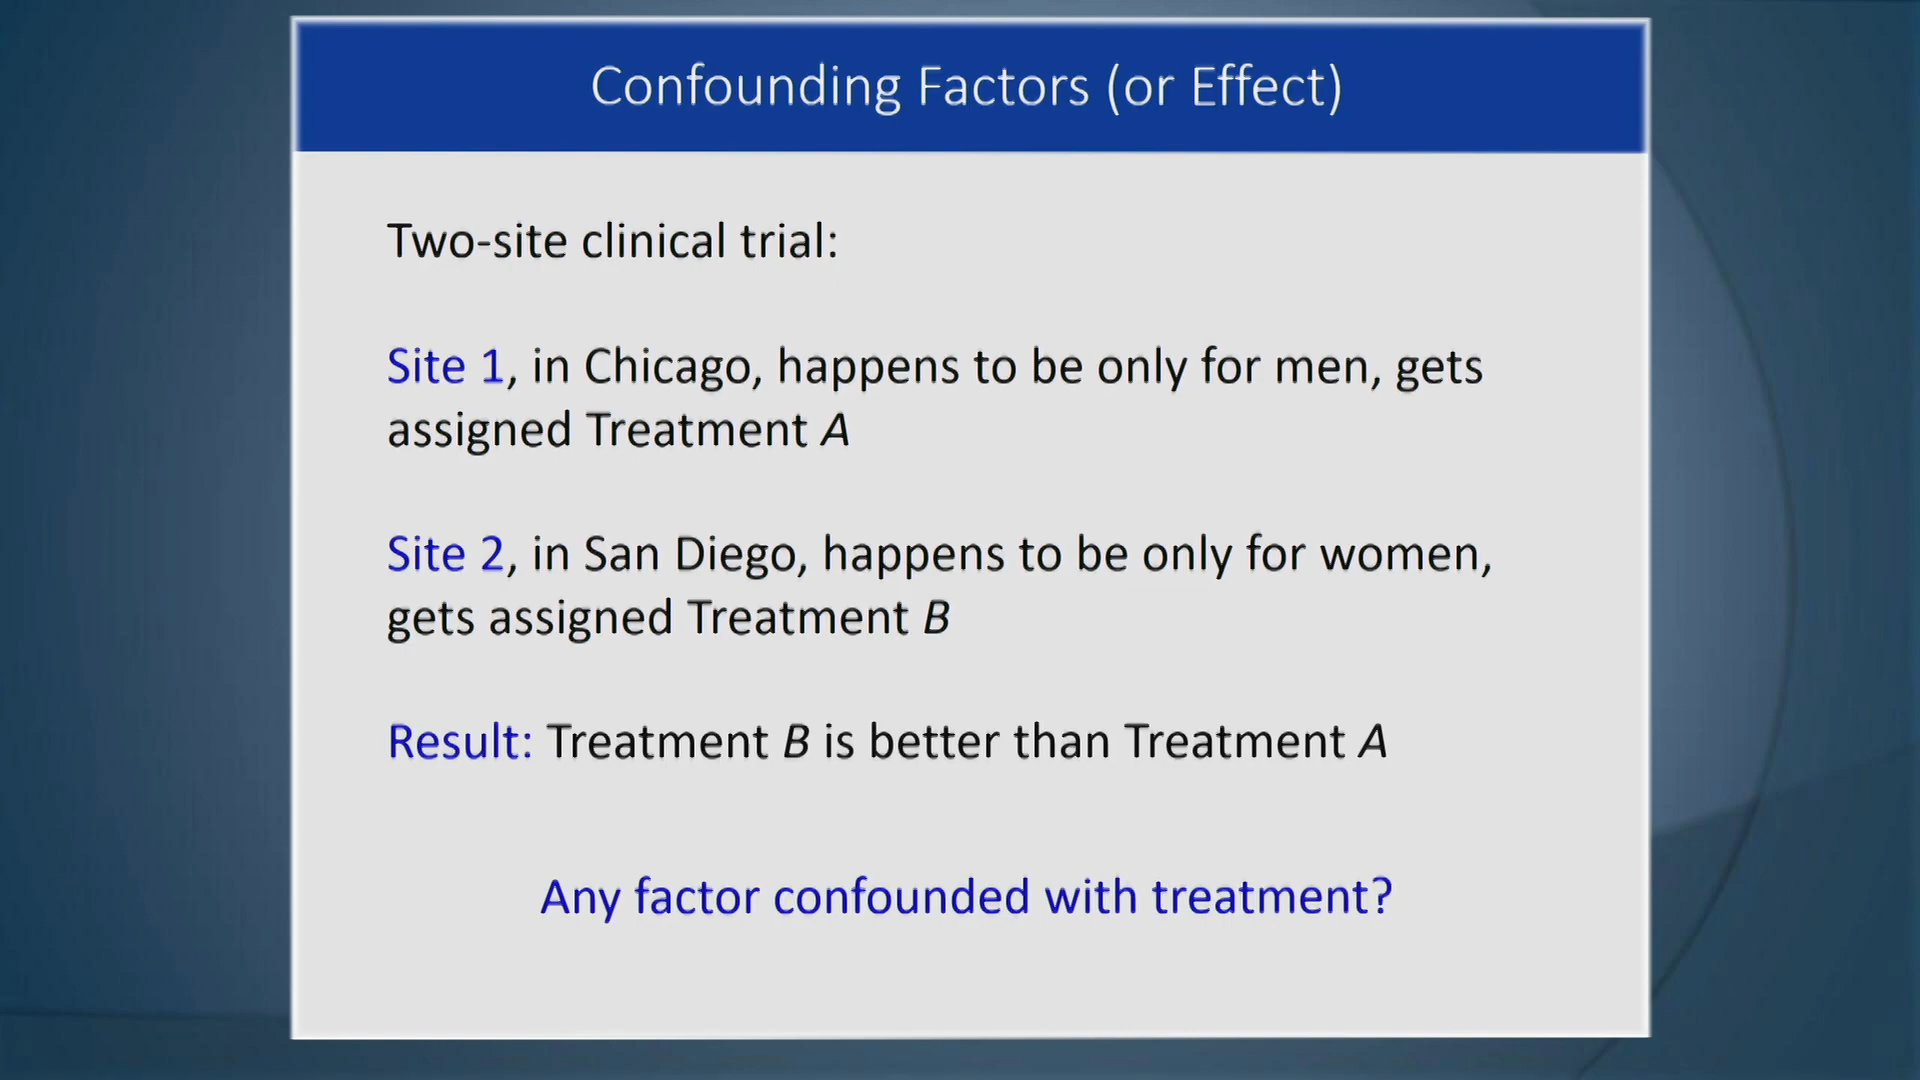 Confounding Factors (or Effect)
Two-site clinical trial:
Site 1, in Chicago, happens to be only for men, gets
assigned Treatment A
Site 2, in San Diego, happens to be only for women,
gets assigned Treatment B
Result: Treatment B is better than Treatment A
Any factor confounded with treatment?